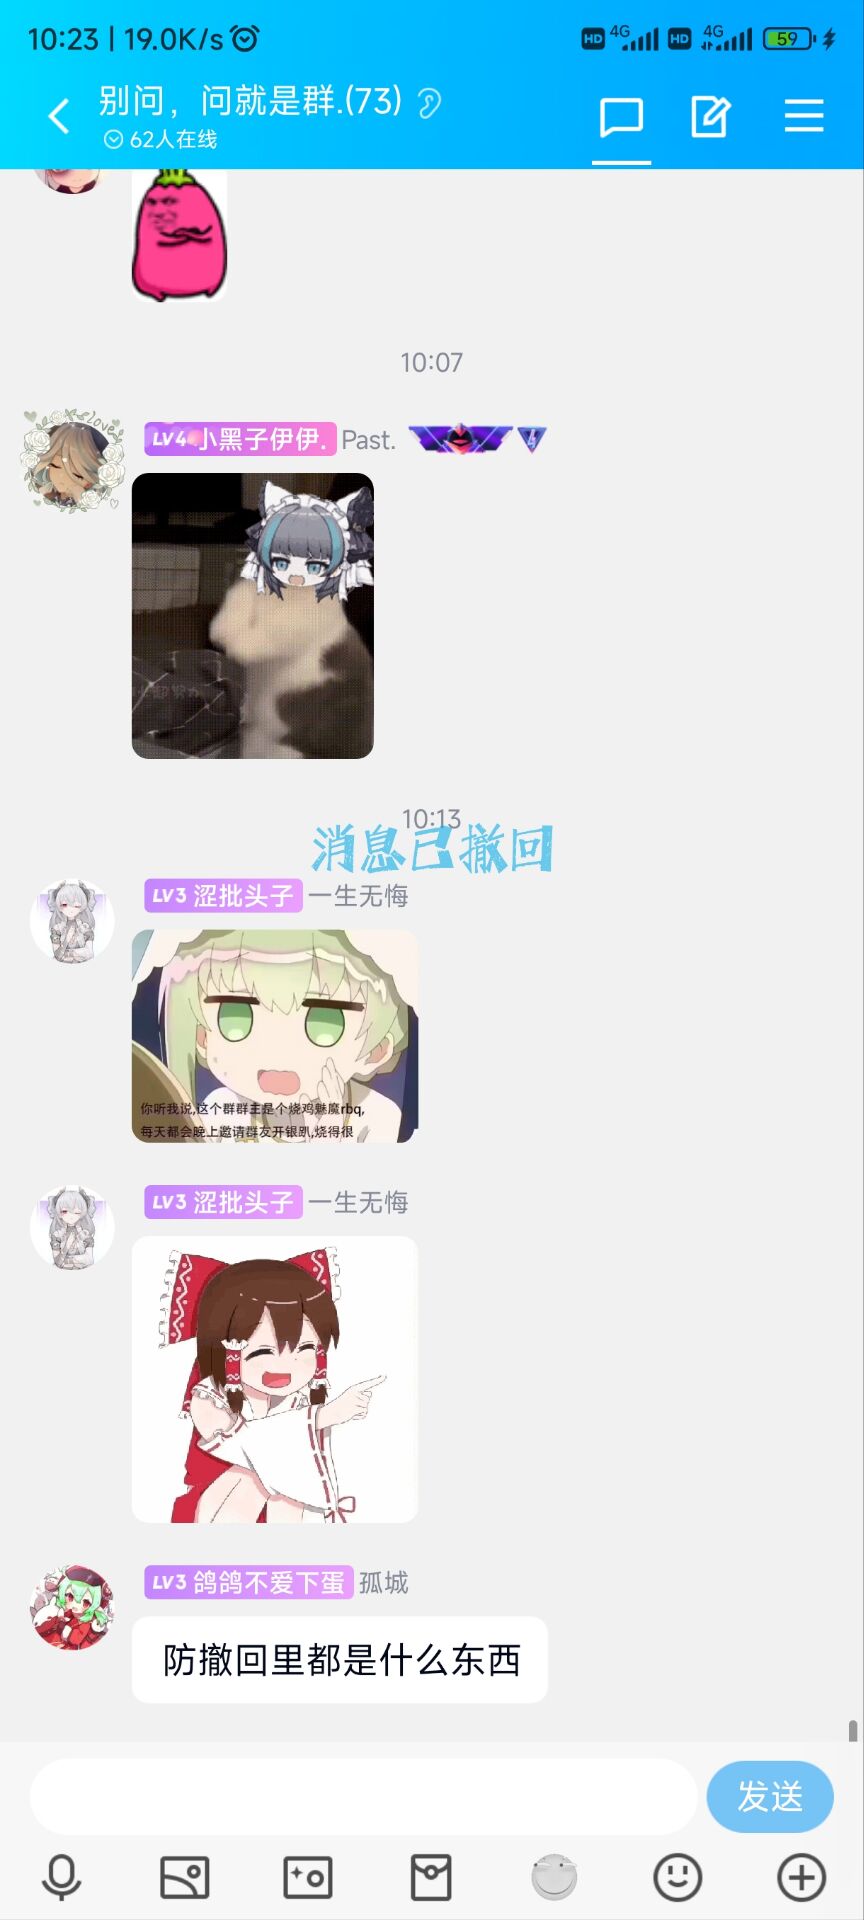 10:23 | 19.0K/s
HD 4G HD 4G 59
别问，问就是群.(73)
62人在线
10:07
love
LV4 小黑子伊伊. Past.
10:13
消息已撤回
LV3 涩批头子 一生无悔
你听我说,这个群群主是个烧鸡魅魔rbq,
每天都会晚上邀请群友开银趴,烧得很
LV3 涩批头子 一生无悔
LV3 鸽鸽不爱下蛋 孤城
防撤回里都是什么东西
发送